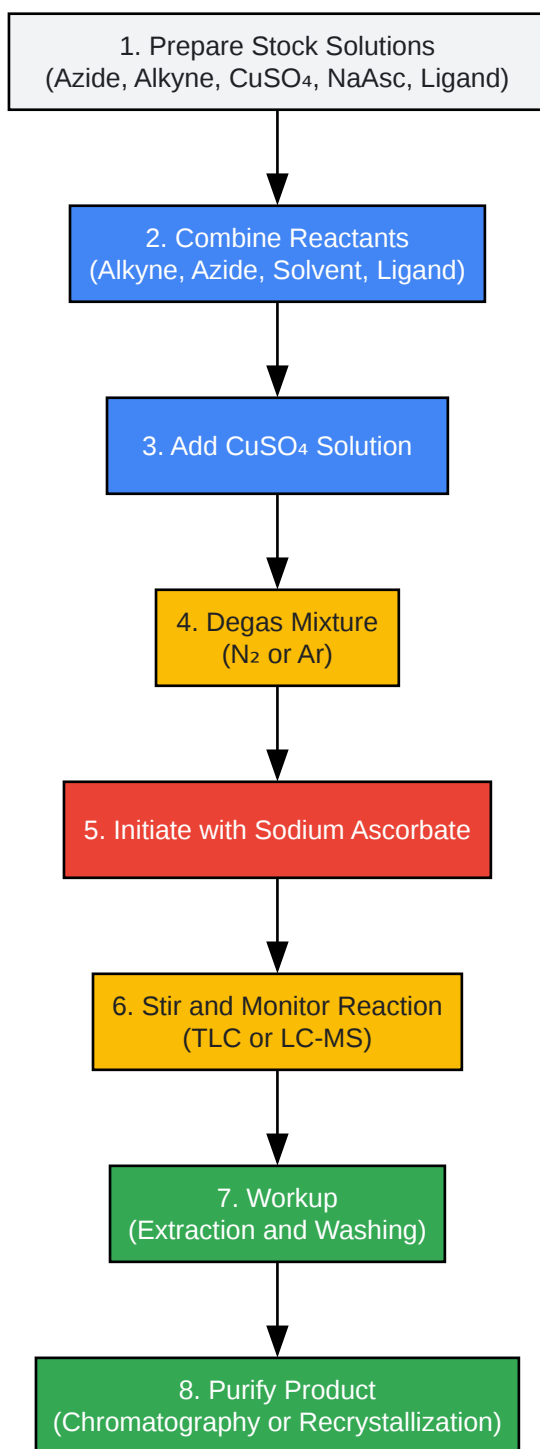 1. Prepare Stock Solutions
(Azide, Alkyne, CuSO₄, NaAsc, Ligand)
2. Combine Reactants
(Alkyne, Azide, Solvent, Ligand)
3. Add CuSO₄ Solution
4. Degas Mixture
(N₂ or Ar)
5. Initiate with Sodium Ascorbate
6. Stir and Monitor Reaction
(TLC or LC-MS)
7. Workup
(Extraction and Washing)
8. Purify Product
(Chromatography or Recrystallization)